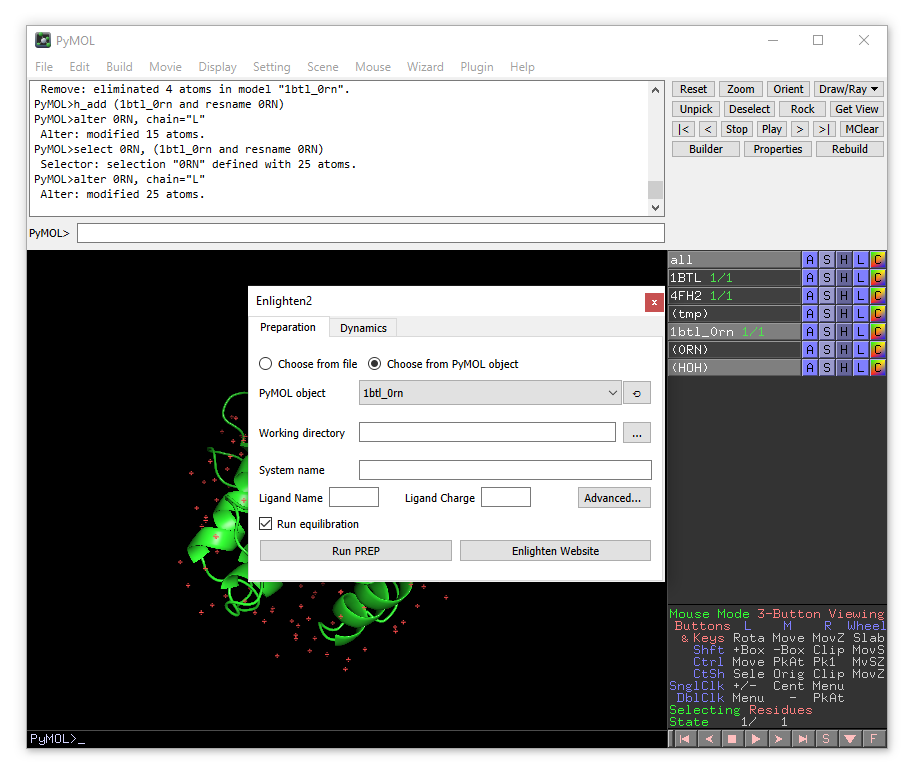 PyMOL
File Edit Build Movie Display Setting Scene Mouse Wizard Plugin Help
Remove: eliminated 4 atoms in model "1btl_0rn".
PyMOL>h_add (1btl_0rn and resname 0RN)
PyMOL>alter 0RN, chain="L"
Alter: modified 15 atoms.
PyMOL>select 0RN, (1btl_0rn and resname 0RN)
Selector: selection "0RN" defined with 25 atoms.
PyMOL>alter 0RN, chain="L"
Alter: modified 25 atoms.
PyMOL>
Reset Zoom Orient Draw/Ray
Unpick Deselect Rock Get View
|< < Stop Play > >| MClear
Builder Properties Rebuild
all A S H L C
1BTL 1/1 A S H L C
4FH2 1/1 A S H L C
(tmp) A S H L C
1btl_0rn 1/1 A S H L C
(0RN) A S H L C
(HOH) A S H L C
Enlighten2 x
Preparation Dynamics
Choose from file Choose from PyMOL object
PyMOL object 1btl_0rn
Working directory ...
System name
Ligand Name Ligand Charge Advanced...
Run equilibration
Run PREP Enlighten Website
Mouse Mode 3-Button Viewing
Buttons L M R Wheel
& Keys Rota Move MovZ Slab
Shft +Box -Box Clip MovS
Ctrl Move PkAt Pk1 MvSZ
CtSh Sele Orig Clip MovZ
SnglClk +/- Cent Menu
DblClk Menu - PkAt
Selecting Residues
State 1/ 1
PyMOL>_
S F